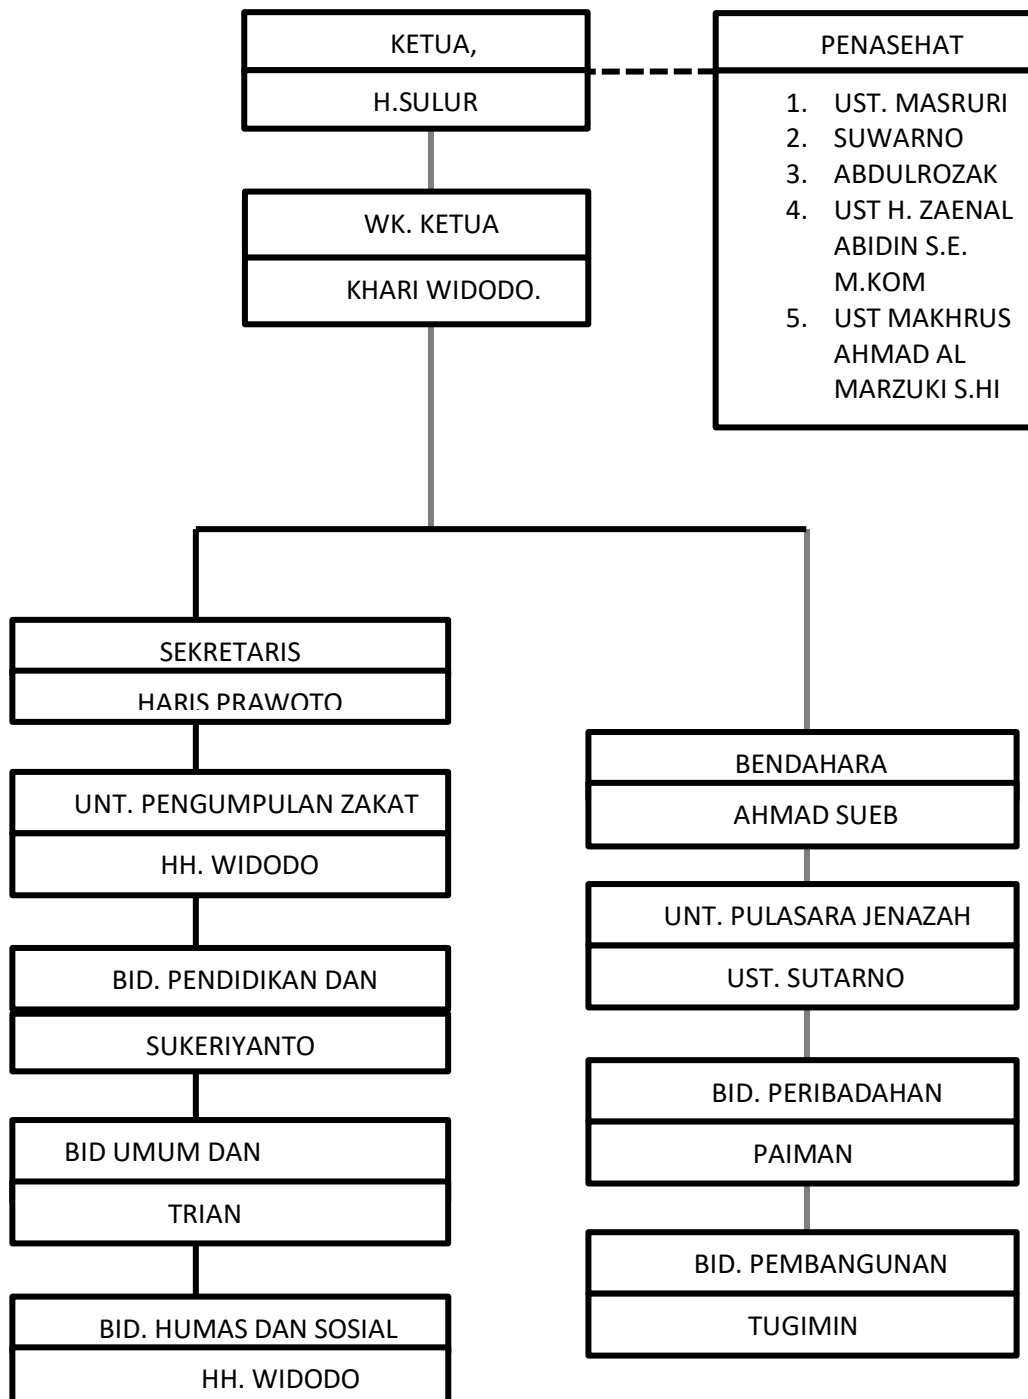 KETUA,
H.SULUR
PENASEHAT
1. UST. MASRURI
2. SUWARNO
3. ABDULROZAK
4. UST H. ZAENAL
ABIDIN S.E.
M.KOM
5. UST MAKHRUS
AHMAD AL
MARZUKI S.HI
WK. KETUA
KHARI WIDODO.
SEKRETARIS
HARIS PRAWOTO
UNT. PENGUMPULAN ZAKAT
HH. WIDODO
BID. PENDIDIKAN DAN
SUKERIYANTO
BID UMUM DAN
TRIAN
BID. HUMAS DAN SOSIAL
HH. WIDODO
BENDAHARA
AHMAD SUEB
UNT. PULASARA JENAZAH
UST. SUTARNO
BID. PERIBADAHAN
PAIMAN
BID. PEMBANGUNAN
TUGIMIN